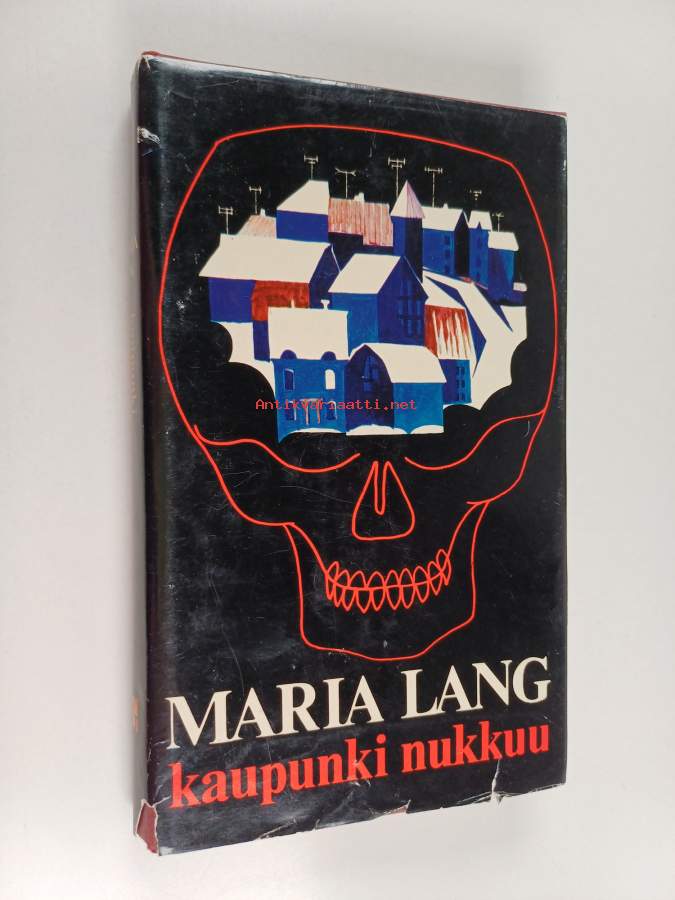 Antikvariaatti.net
MARIA LANG
kaupunki nukkuu